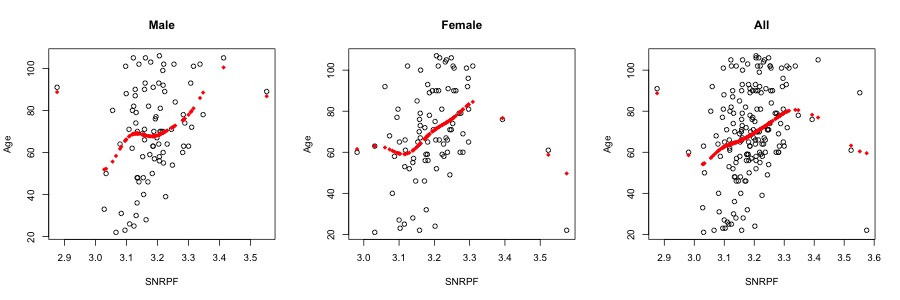 Male
Age
20 40 60 80 100
2.9 3.0 3.1 3.2 3.3 3.4 3.5
SNRPF
Female
Age
20 40 60 80 100
3.0 3.1 3.2 3.3 3.4 3.5
SNRPF
All
Age
20 40 60 80 100
2.9 3.0 3.1 3.2 3.3 3.4 3.5 3.6
SNRPF